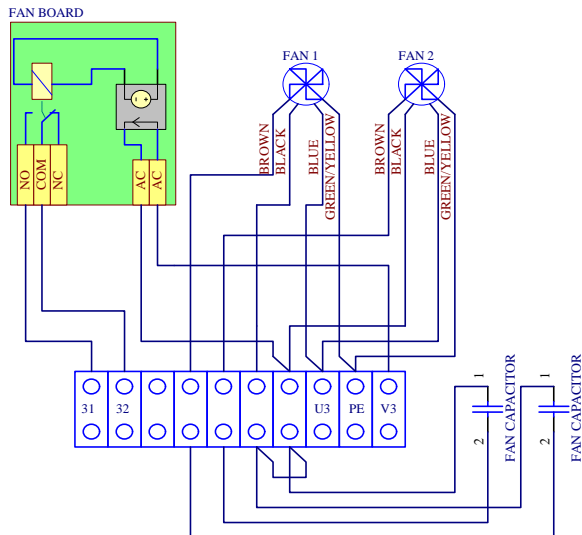 FAN BOARD
FAN 1
FAN 2
BROWN
BLACK
BLUE
GREEN/YELLOW
BROWN
BLACK
BLUE
GREEN/YELLOW
NO
COM
NC
AC
AC
31
32
U3
PE
V3
1
2
FAN CAPACITOR
1
2
FAN CAPACITOR